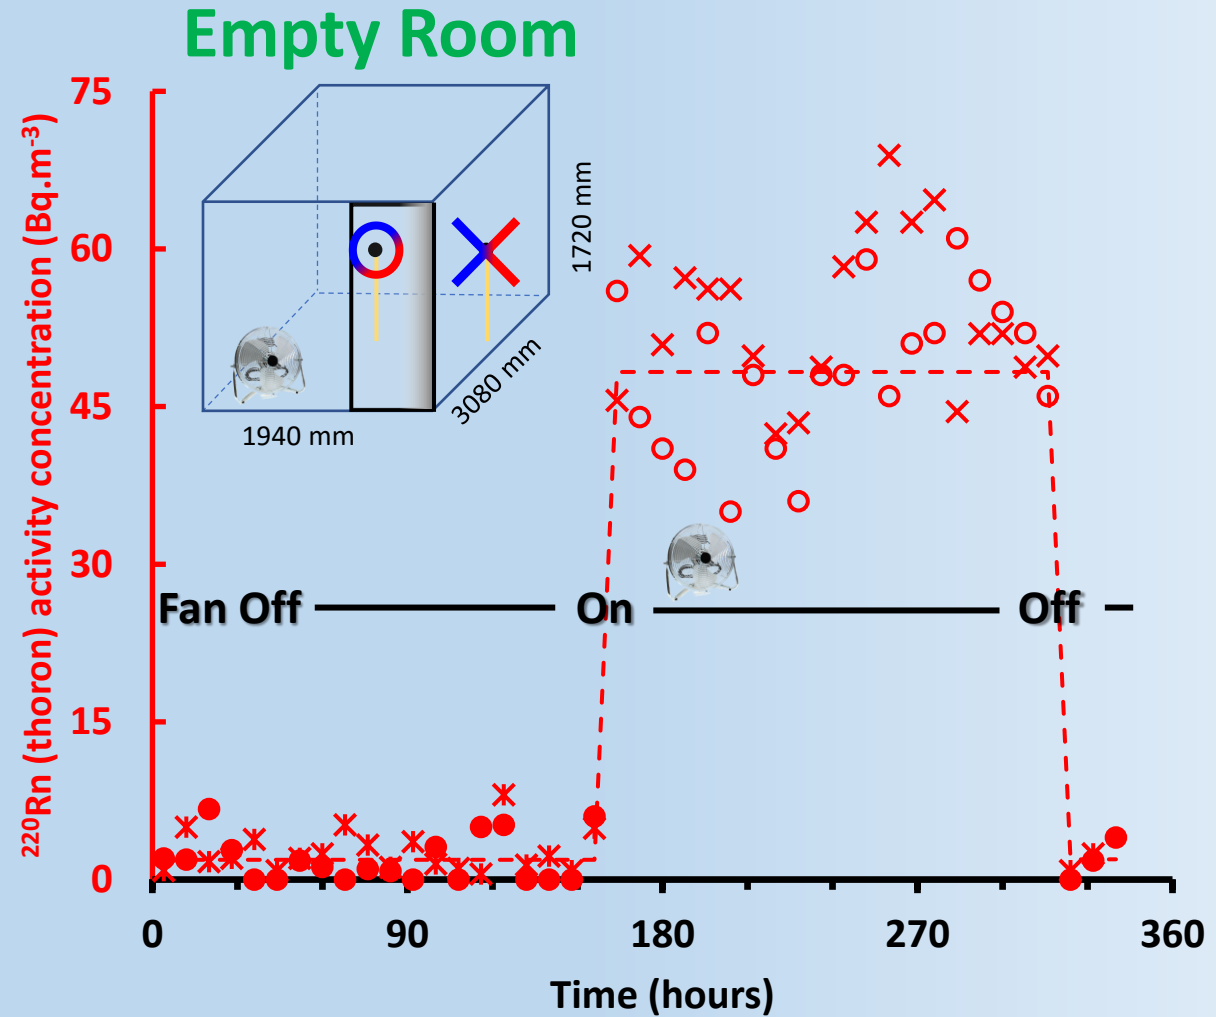 Empty Room
75
60
45
30
15
0
²²⁰Rn (thoron) activity concentration (Bq.m⁻³)
1720 mm
3080 mm
1940 mm
Fan Off
On
Off
0 90 180 270 360
Time (hours)